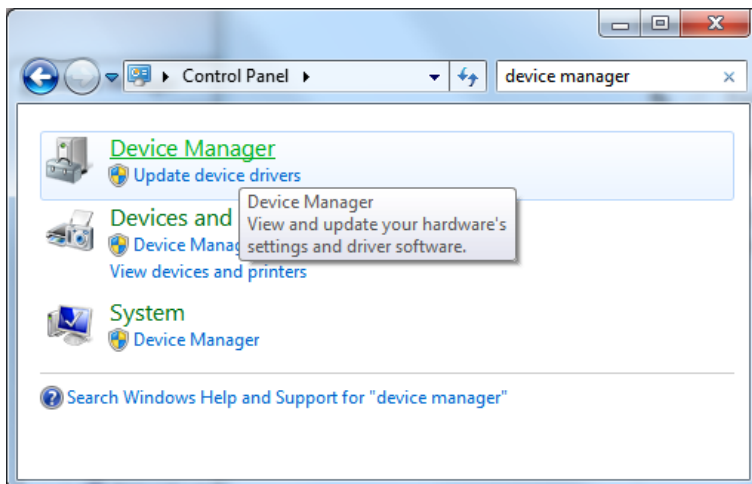 Control Panel
device manager
Device Manager
Update device drivers
Device Manager
View and update your hardware's
settings and driver software.
Devices and
Device Manag
View devices and printers
System
Device Manager
Search Windows Help and Support for "device manager"